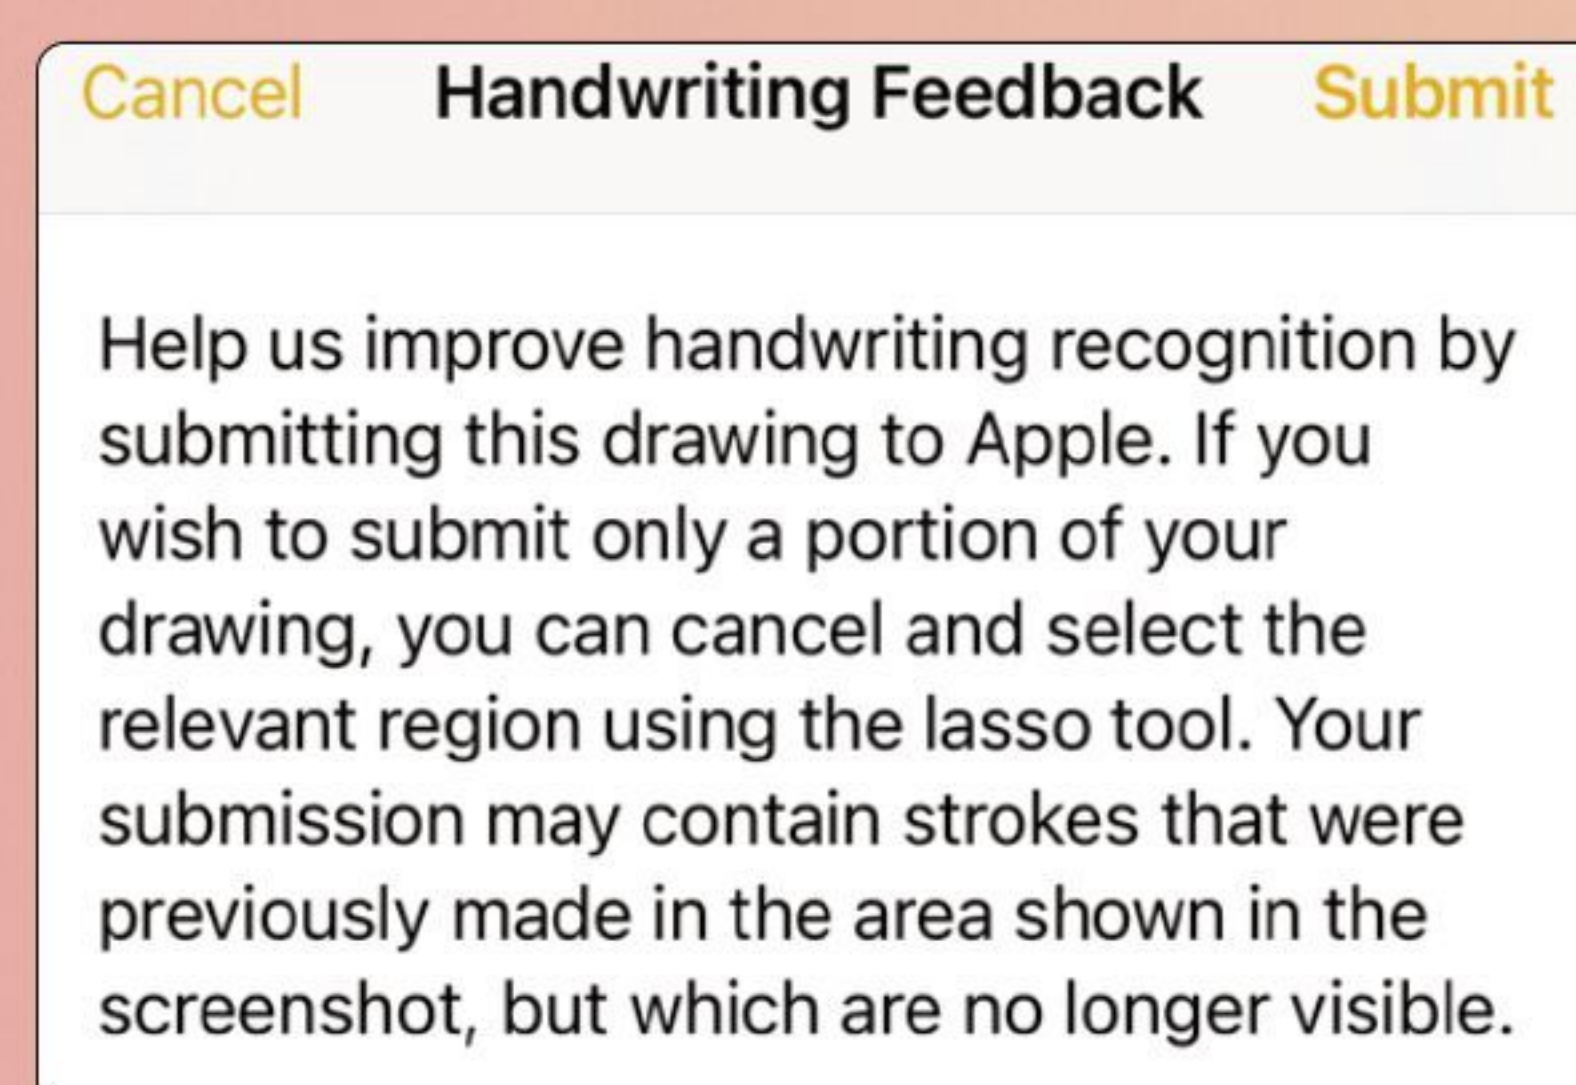 Cancel Handwriting Feedback Submit
Help us improve handwriting recognition by
submitting this drawing to Apple. If you
wish to submit only a portion of your
drawing, you can cancel and select the
relevant region using the lasso tool. Your
submission may contain strokes that were
previously made in the area shown in the
screenshot, but which are no longer visible.